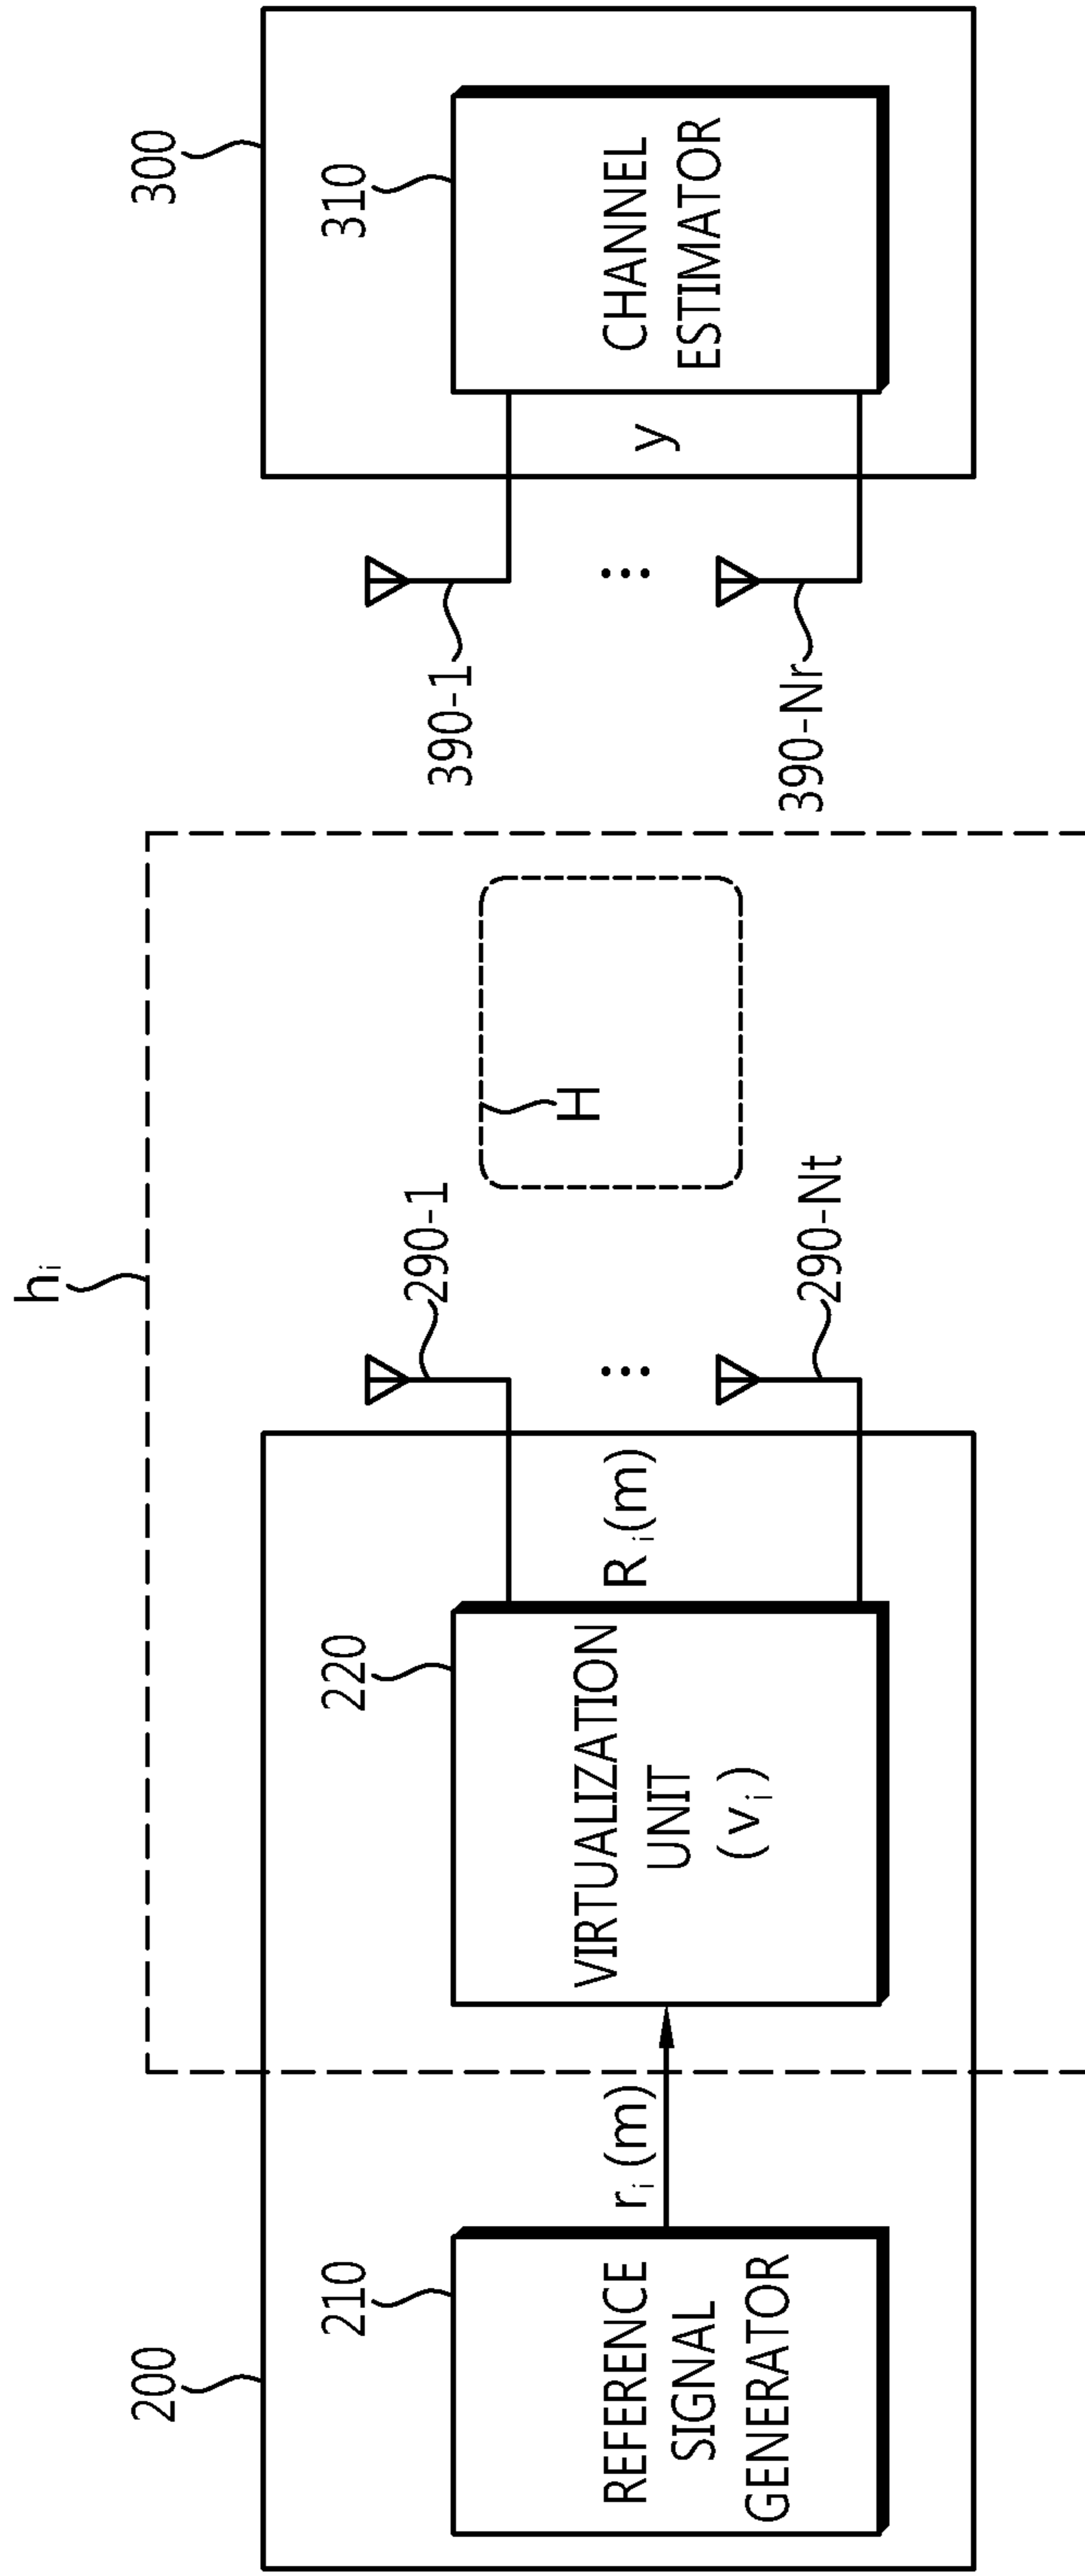 hᵢ
200
300
210
220
310
290-1
390-1
REFERENCE
SIGNAL
GENERATOR
rᵢ (m)
VIRTUALIZATION
UNIT
(vᵢ)
Rᵢ(m)
H
y
CHANNEL
ESTIMATOR
290-Nt
390-Nr